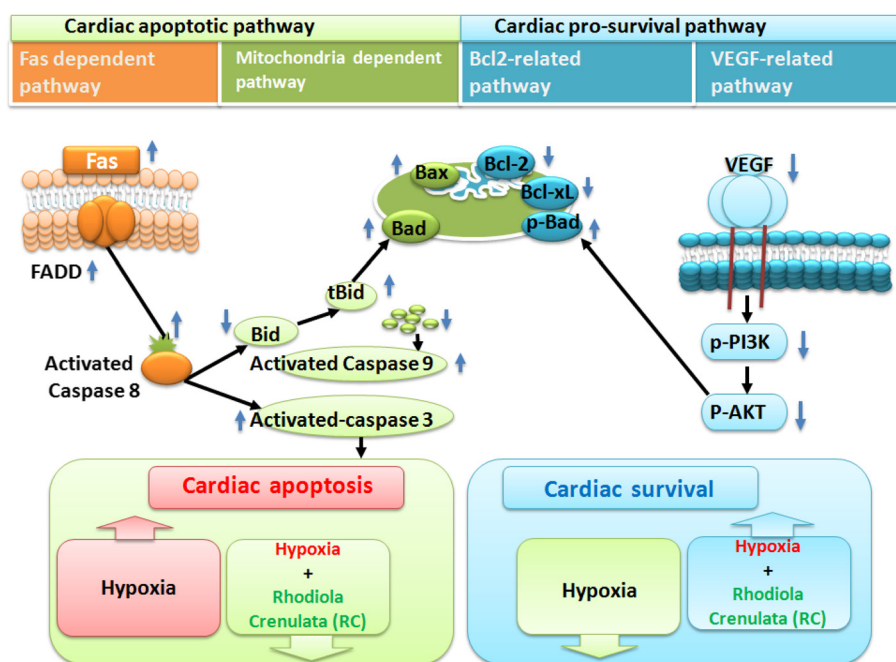 Cardiac apoptotic pathway
Cardiac pro-survival pathway
Fas dependent
pathway
Mitochondria dependent
pathway
Bcl2-related
pathway
VEGF-related
pathway
Fas
FADD
Activated
Caspase 8
Bid
tBid
Bax
Bad
Bcl-2
Bcl-xL
p-Bad
Activated Caspase 9
Activated-caspase 3
VEGF
p-PI3K
P-AKT
Cardiac apoptosis
Hypoxia
Hypoxia
+
Rhodiola
Crenulata (RC)
Cardiac survival
Hypoxia
Hypoxia
+
Rhodiola
Crenulata (RC)